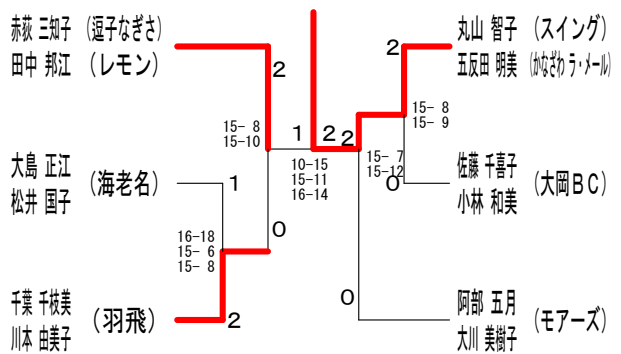 赤荻 三知子 (逗子なぎさ)
田中 邦江 (レモン)
大島 正江
松井 国子
(海老名)
千葉 千枝美
川本 由美子
(羽飛)
2
15- 8
15-10
1
16-18
15- 6
15- 8
0
2
1
2
10-15
15-11
16-14
2
2
15- 8
15- 9
15- 7
15-12
0
0
丸山 智子 (スイング)
五反田 明美 (かなざわ ラ・メール)
佐藤 千喜子
小林 和美
(大岡BC)
阿部 五月
大川 美樹子
(モアーズ)